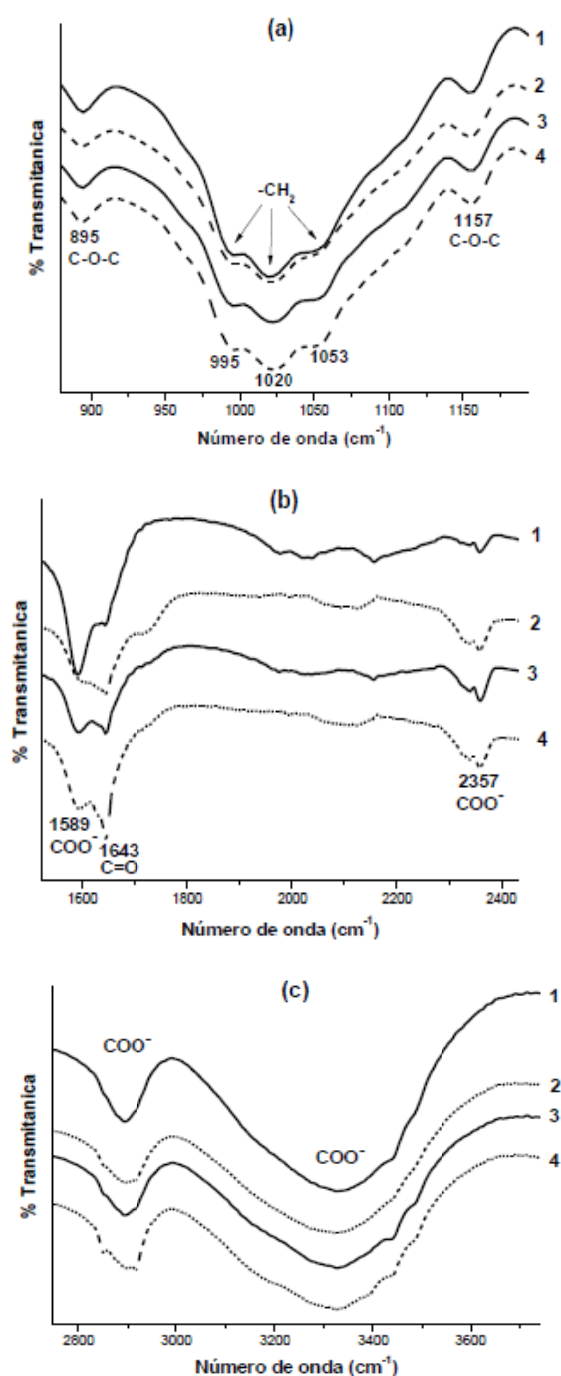 (a)
1
2
3
4
-CH₂
895
C-O-C
1157
C-O-C
995
1053
1020
% Transmitanica
900 950 1000 1050 1100 1150
Número de onda (cm⁻¹)
(b)
1
2
3
4
2357
COO⁻
1589
COO⁻
1643
C=O
% Transmitanica
1600 1800 2000 2200 2400
Número de onda (cm⁻¹)
(c)
1
COO⁻
2
3
COO⁻
4
% Transmitanica
2800 3000 3200 3400 3600
Número de onda (cm⁻¹)